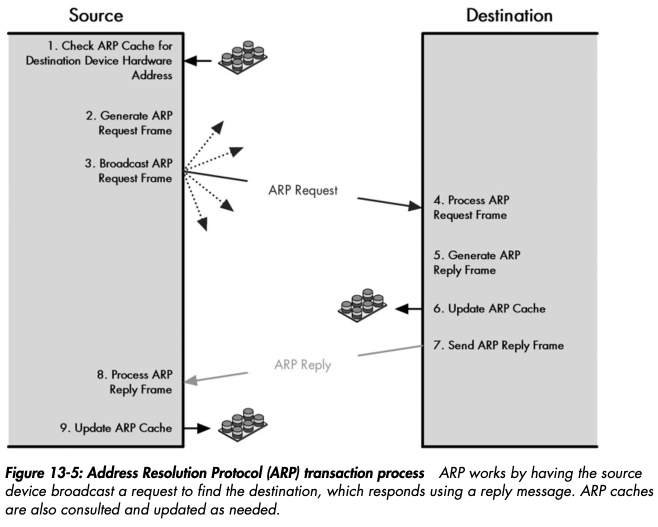 Source
Destination
1. Check ARP Cache for
Destination Device Hardware
Address
2. Generate ARP
Request Frame
3. Broadcast ARP
Request Frame
ARP Request
4. Process ARP
Request Frame
5. Generate ARP
Reply Frame
6. Update ARP Cache
7. Send ARP Reply Frame
ARP Reply
8. Process ARP
Reply Frame
9. Update ARP Cache
Figure 13-5: Address Resolution Protocol (ARP) transaction process ARP works by having the source
device broadcast a request to find the destination, which responds using a reply message. ARP caches
are also consulted and updated as needed.